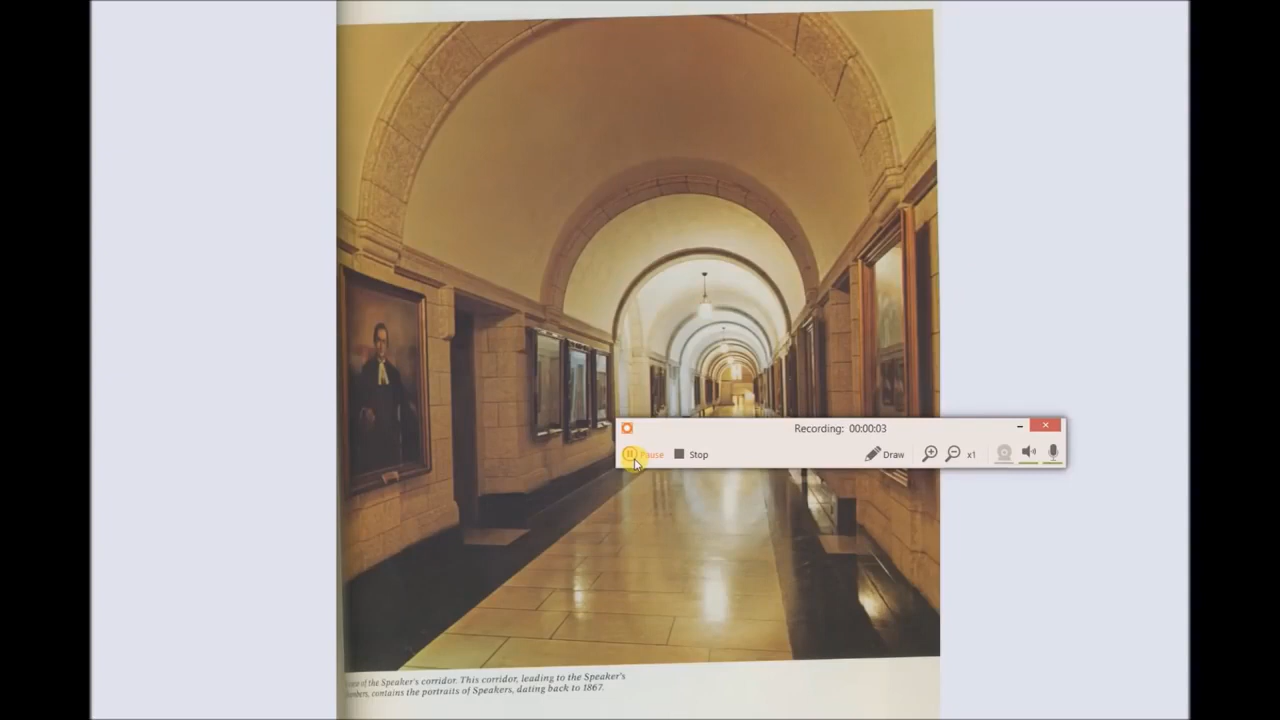 Recording: 00:00:03
Pause Stop Draw x1
of the Speaker's corridor. This corridor, leading to the Speaker's
contains the portraits of Speakers, dating back to 1867.